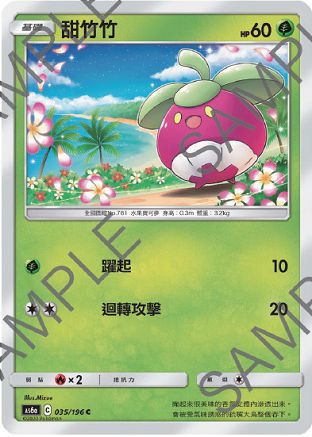 基礎 甜竹竹 HP60
SAMPLE
全國圖鑑No.761 水果寶可夢 身高:0.3m 體重:3.2kg
躍起 10
迴轉攻擊 20
弱點 ×2 抵抗力 撤退
Illus.Mizue
AS6a C 035/196 C